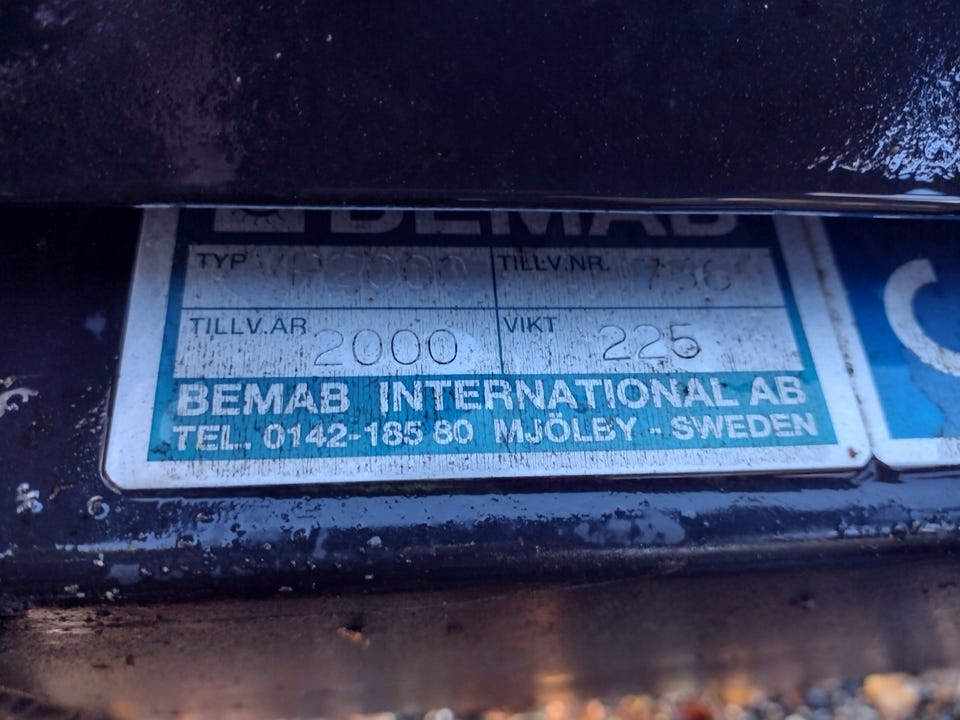 BEMAB
TYP TILLV.NR.
TILLV.ÅR 2000 VIKT 225
BEMAB INTERNATIONAL AB
TEL. 0142-185 80 MJÖLBY - SWEDEN